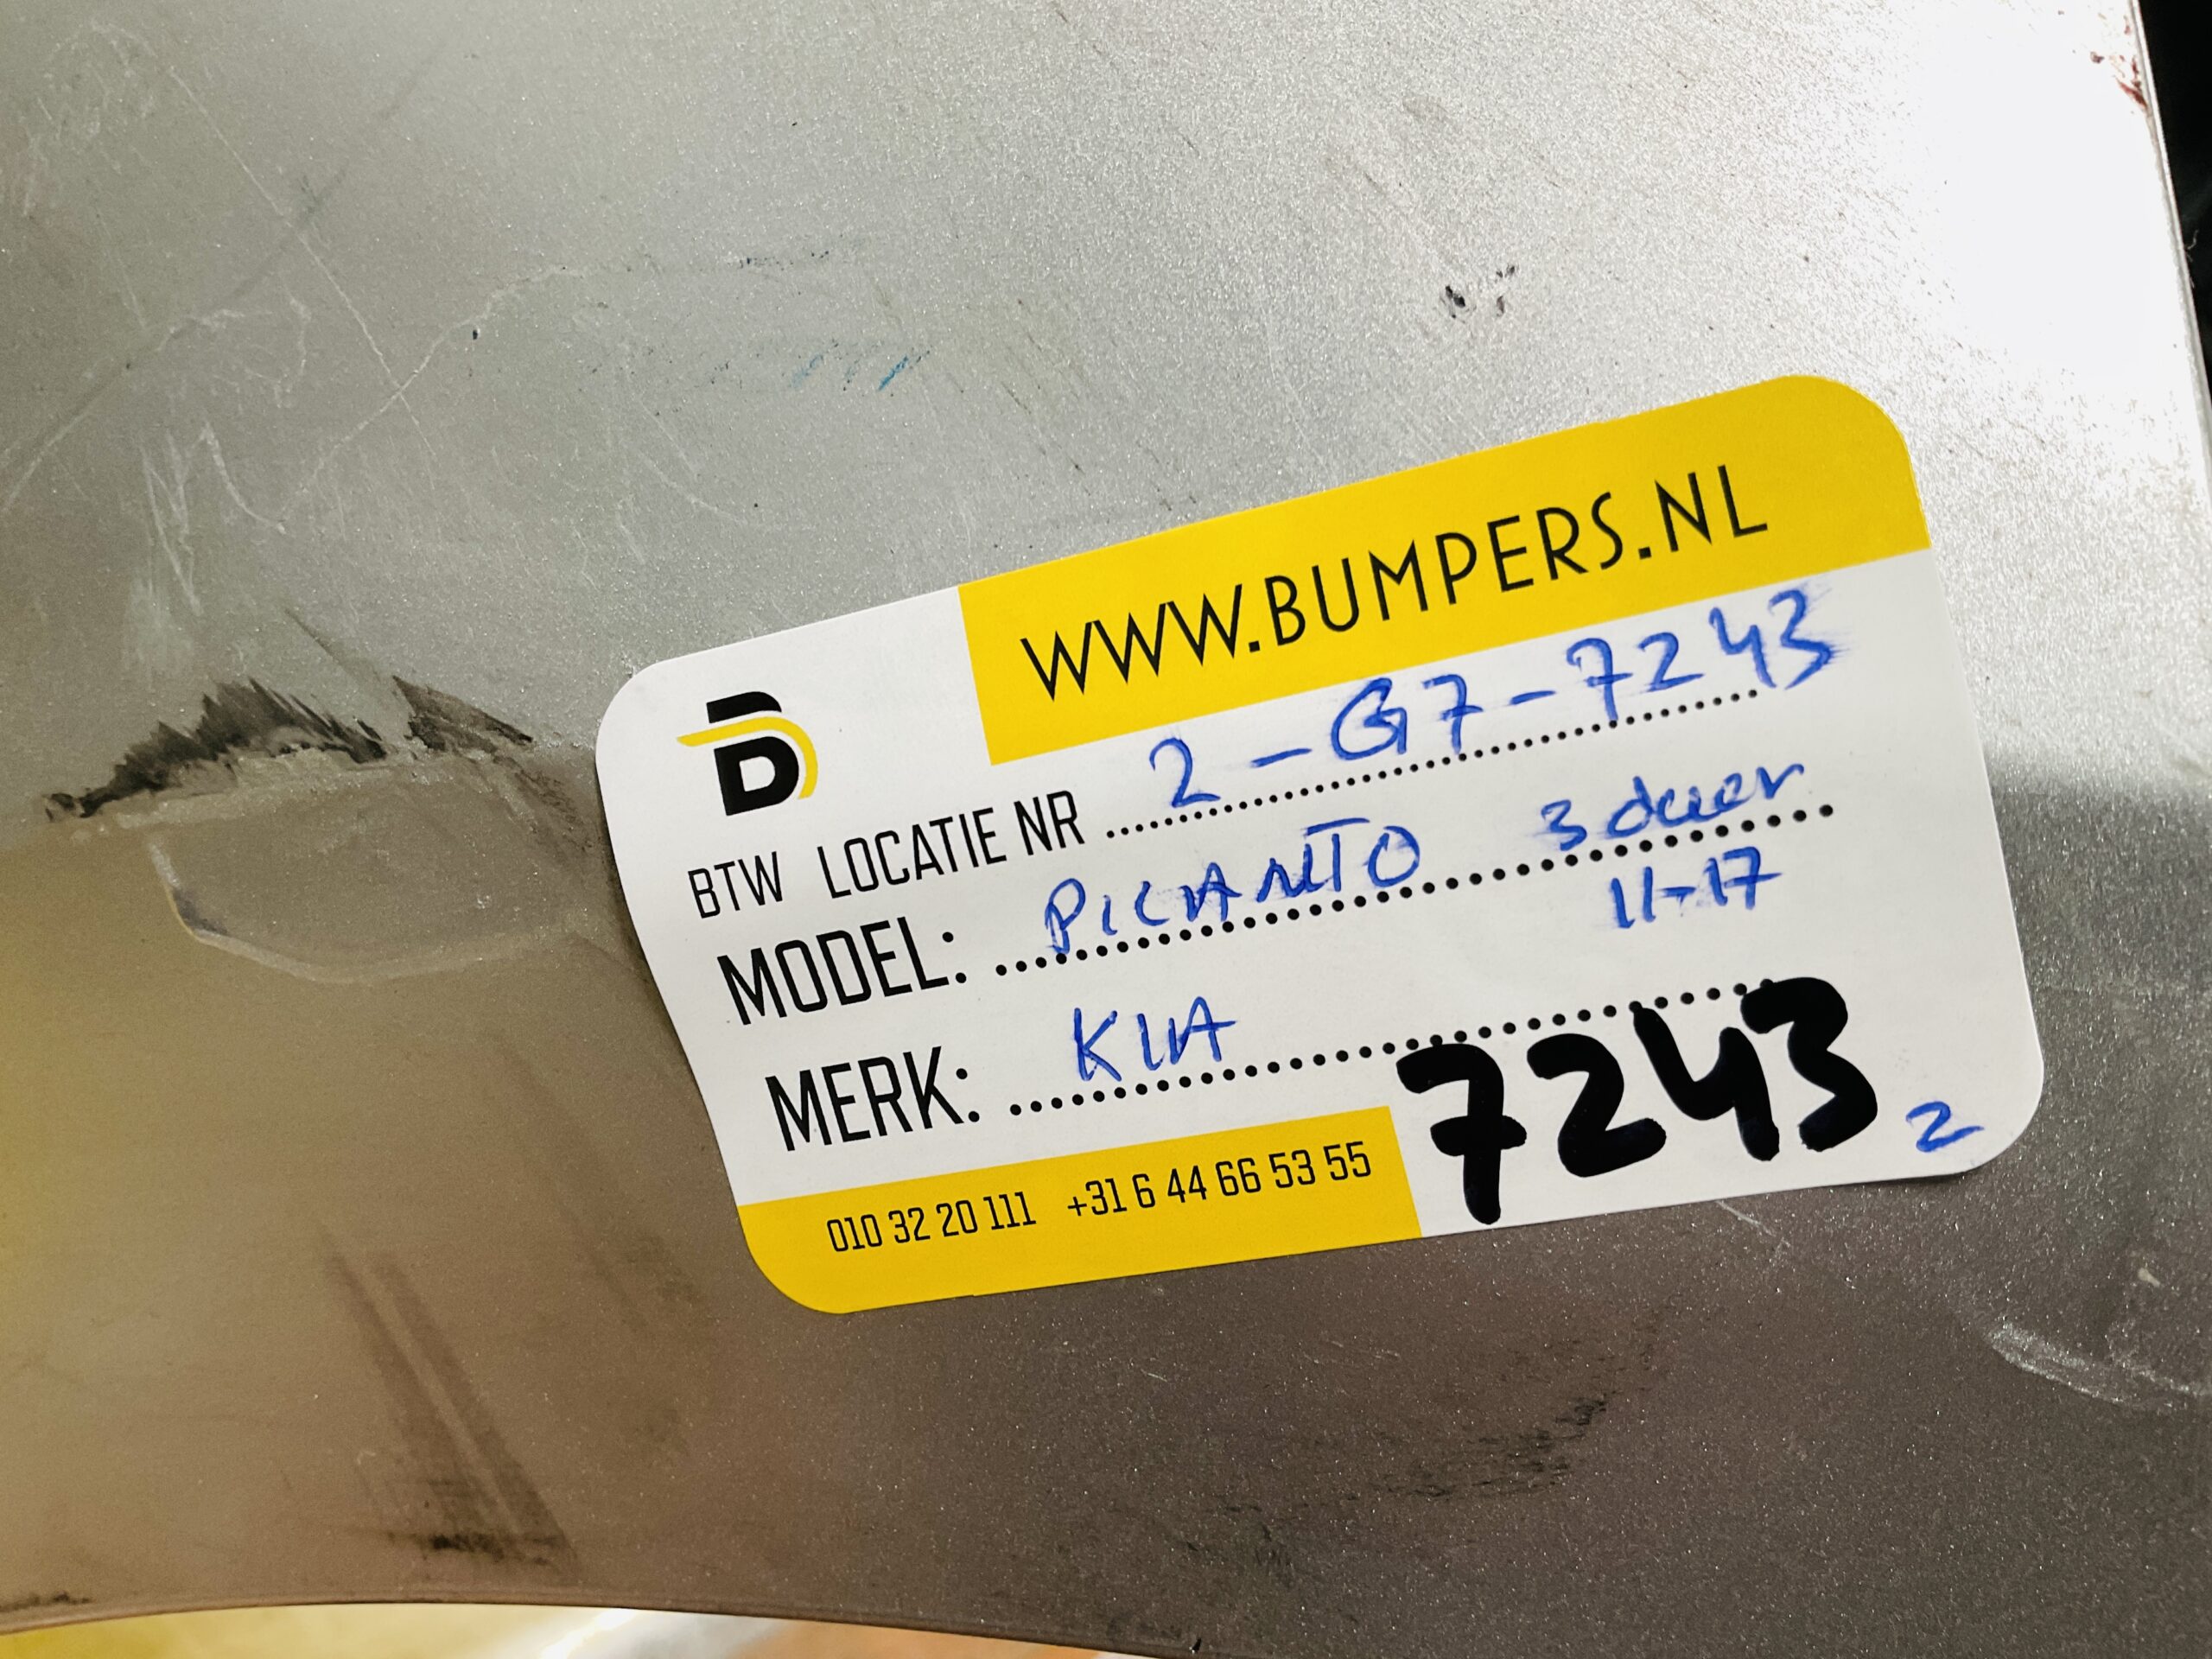 WWW.BUMPERS.NL
B
BTW LOCATIE NR 2-G7-7243
MODEL: PICANTO 3 deur
11-17
MERK: KIA
7243 2
010 32 20 111 +31 6 44 66 53 55